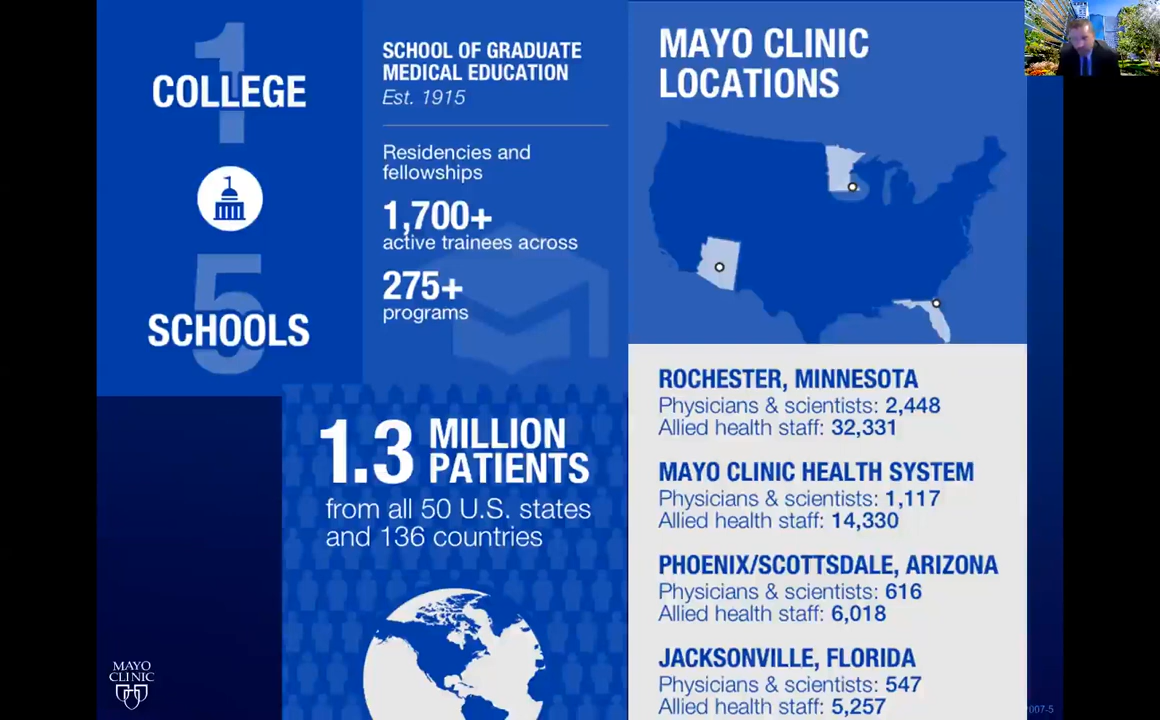 1
COLLEGE
5
SCHOOLS
SCHOOL OF GRADUATE
MEDICAL EDUCATION
Est. 1915
Residencies and
fellowships
1,700+
active trainees across
275+
programs
1.3 MILLION
PATIENTS
from all 50 U.S. states
and 136 countries
MAYO CLINIC
LOCATIONS
ROCHESTER, MINNESOTA
Physicians & scientists: 2,448
Allied health staff: 32,331
MAYO CLINIC HEALTH SYSTEM
Physicians & scientists: 1,117
Allied health staff: 14,330
PHOENIX/SCOTTSDALE, ARIZONA
Physicians & scientists: 616
Allied health staff: 6,018
JACKSONVILLE, FLORIDA
Physicians & scientists: 547
Allied health staff: 5,257
MAYO
CLINIC
007-5